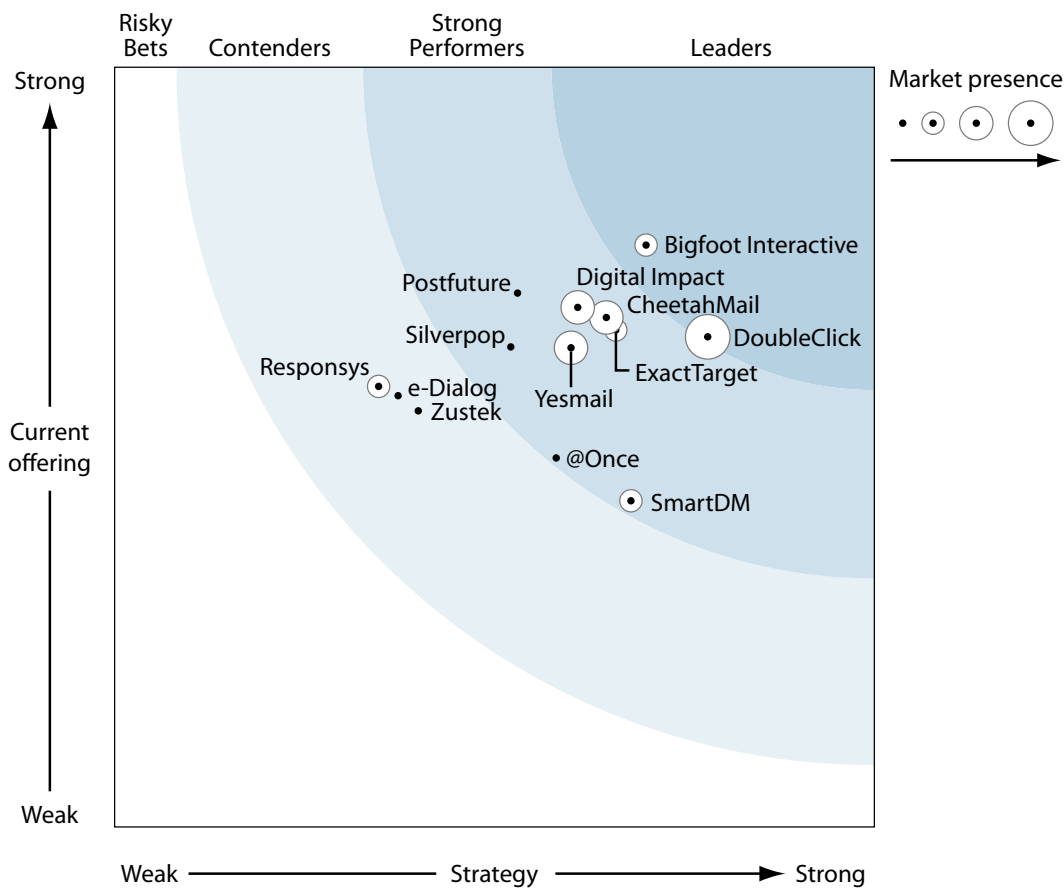 Risky
Bets
Contenders
Strong
Performers
Leaders
Strong
Market presence
Bigfoot Interactive
Digital Impact
Postfuture
CheetahMail
Silverpop
DoubleClick
Responsys
ExactTarget
e-Dialog
Yesmail
Zustek
Current
offering
@Once
SmartDM
Weak
Weak
Strategy
Strong